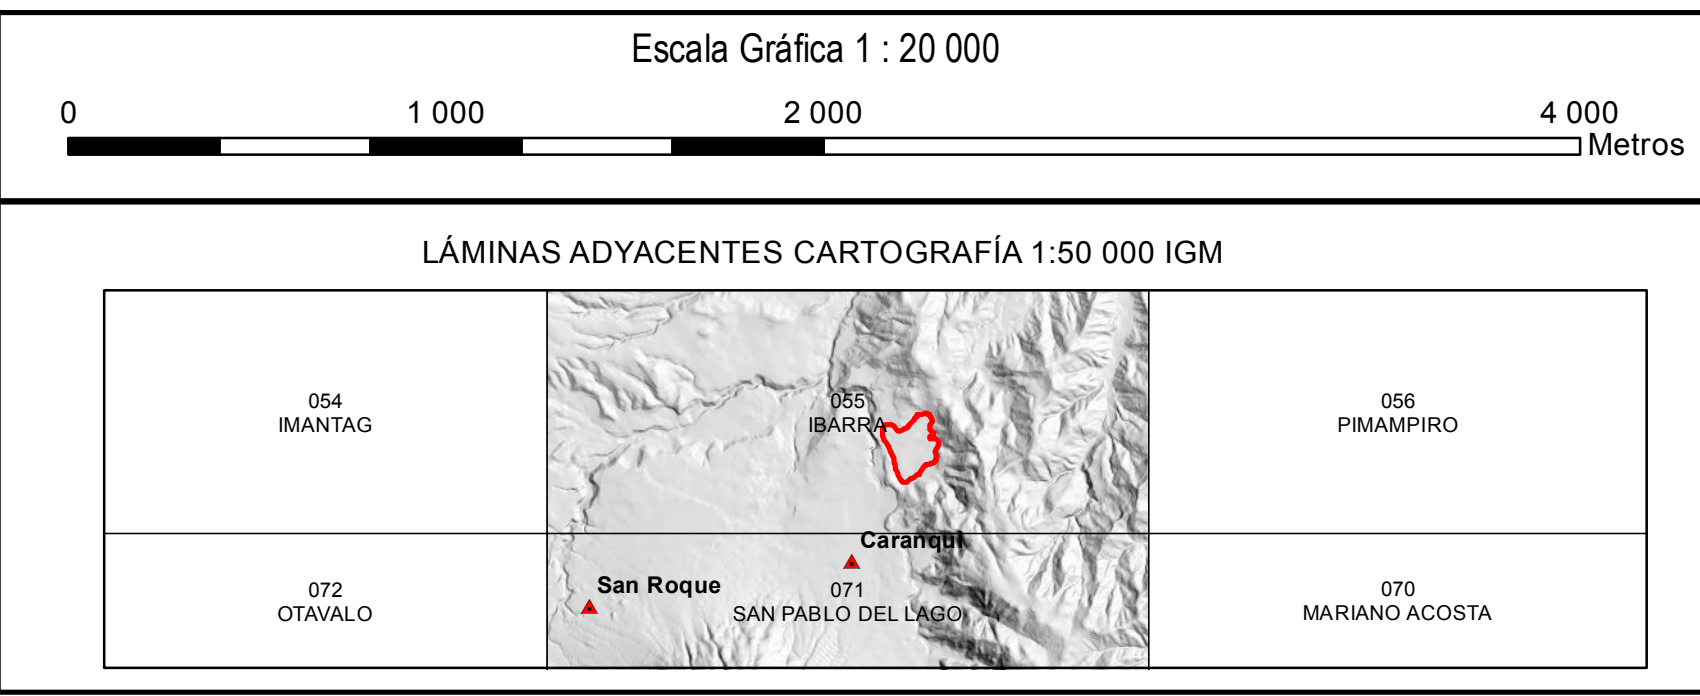 Escala Gráfica 1 : 20 000
0 1 000 2 000 4 000
Metros
LÁMINAS ADYACENTES CARTOGRAFÍA 1:50 000 IGM
054
IMANTAG
055
IBARRA
056
PIMAMPIRO
Caranqui
San Roque
072
OTAVALO
071
SAN PABLO DEL LAGO
070
MARIANO ACOSTA